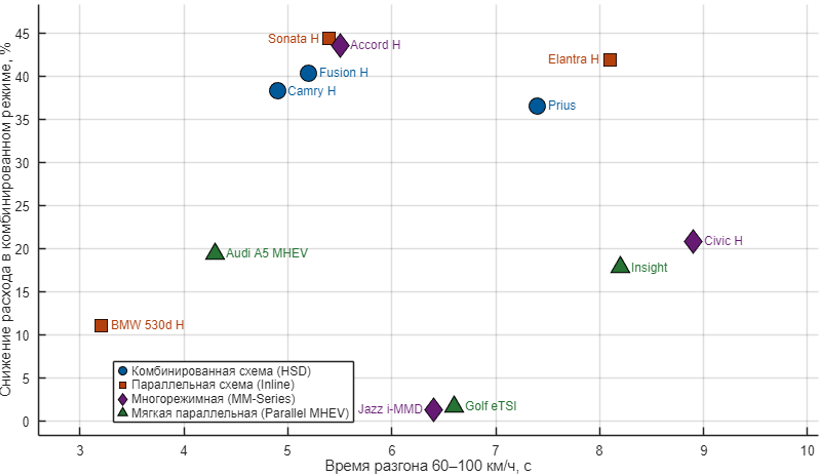 Снижение расхода в комбинированном режиме, %
45
40
35
30
25
20
15
10
5
0
Sonata H
Accord H
Elantra H
Fusion H
Camry H
Prius
Civic H
Audi A5 MHEV
Insight
BMW 530d H
Jazz i-MMD
Golf eTSI
Комбинированная схема (HSD)
Параллельная схема (Inline)
Многорежимная (MM-Series)
Мягкая параллельная (Parallel MHEV)
3 4 5 6 7 8 9 10
Время разгона 60–100 км/ч, с